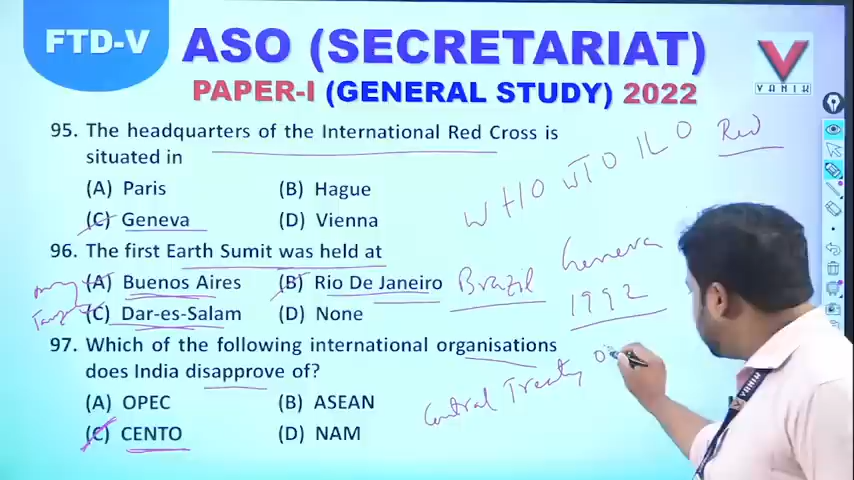 FTD-V
ASO (SECRETARIAT)
PAPER-I (GENERAL STUDY) 2022
VANIK
95. The headquarters of the International Red Cross is
situated in
(A) Paris
(B) Hague
(C) Geneva
(D) Vienna
WHO WTO ILO Red
96. The first Earth Sumit was held at
(A) Buenos Aires
(B) Rio De Janeiro
(C) Dar-es-Salam
(D) None
Brazil Geneva
1992
97. Which of the following international organisations
does India disapprove of?
(A) OPEC
(B) ASEAN
(C) CENTO
(D) NAM
Central Treaty O
VANIK